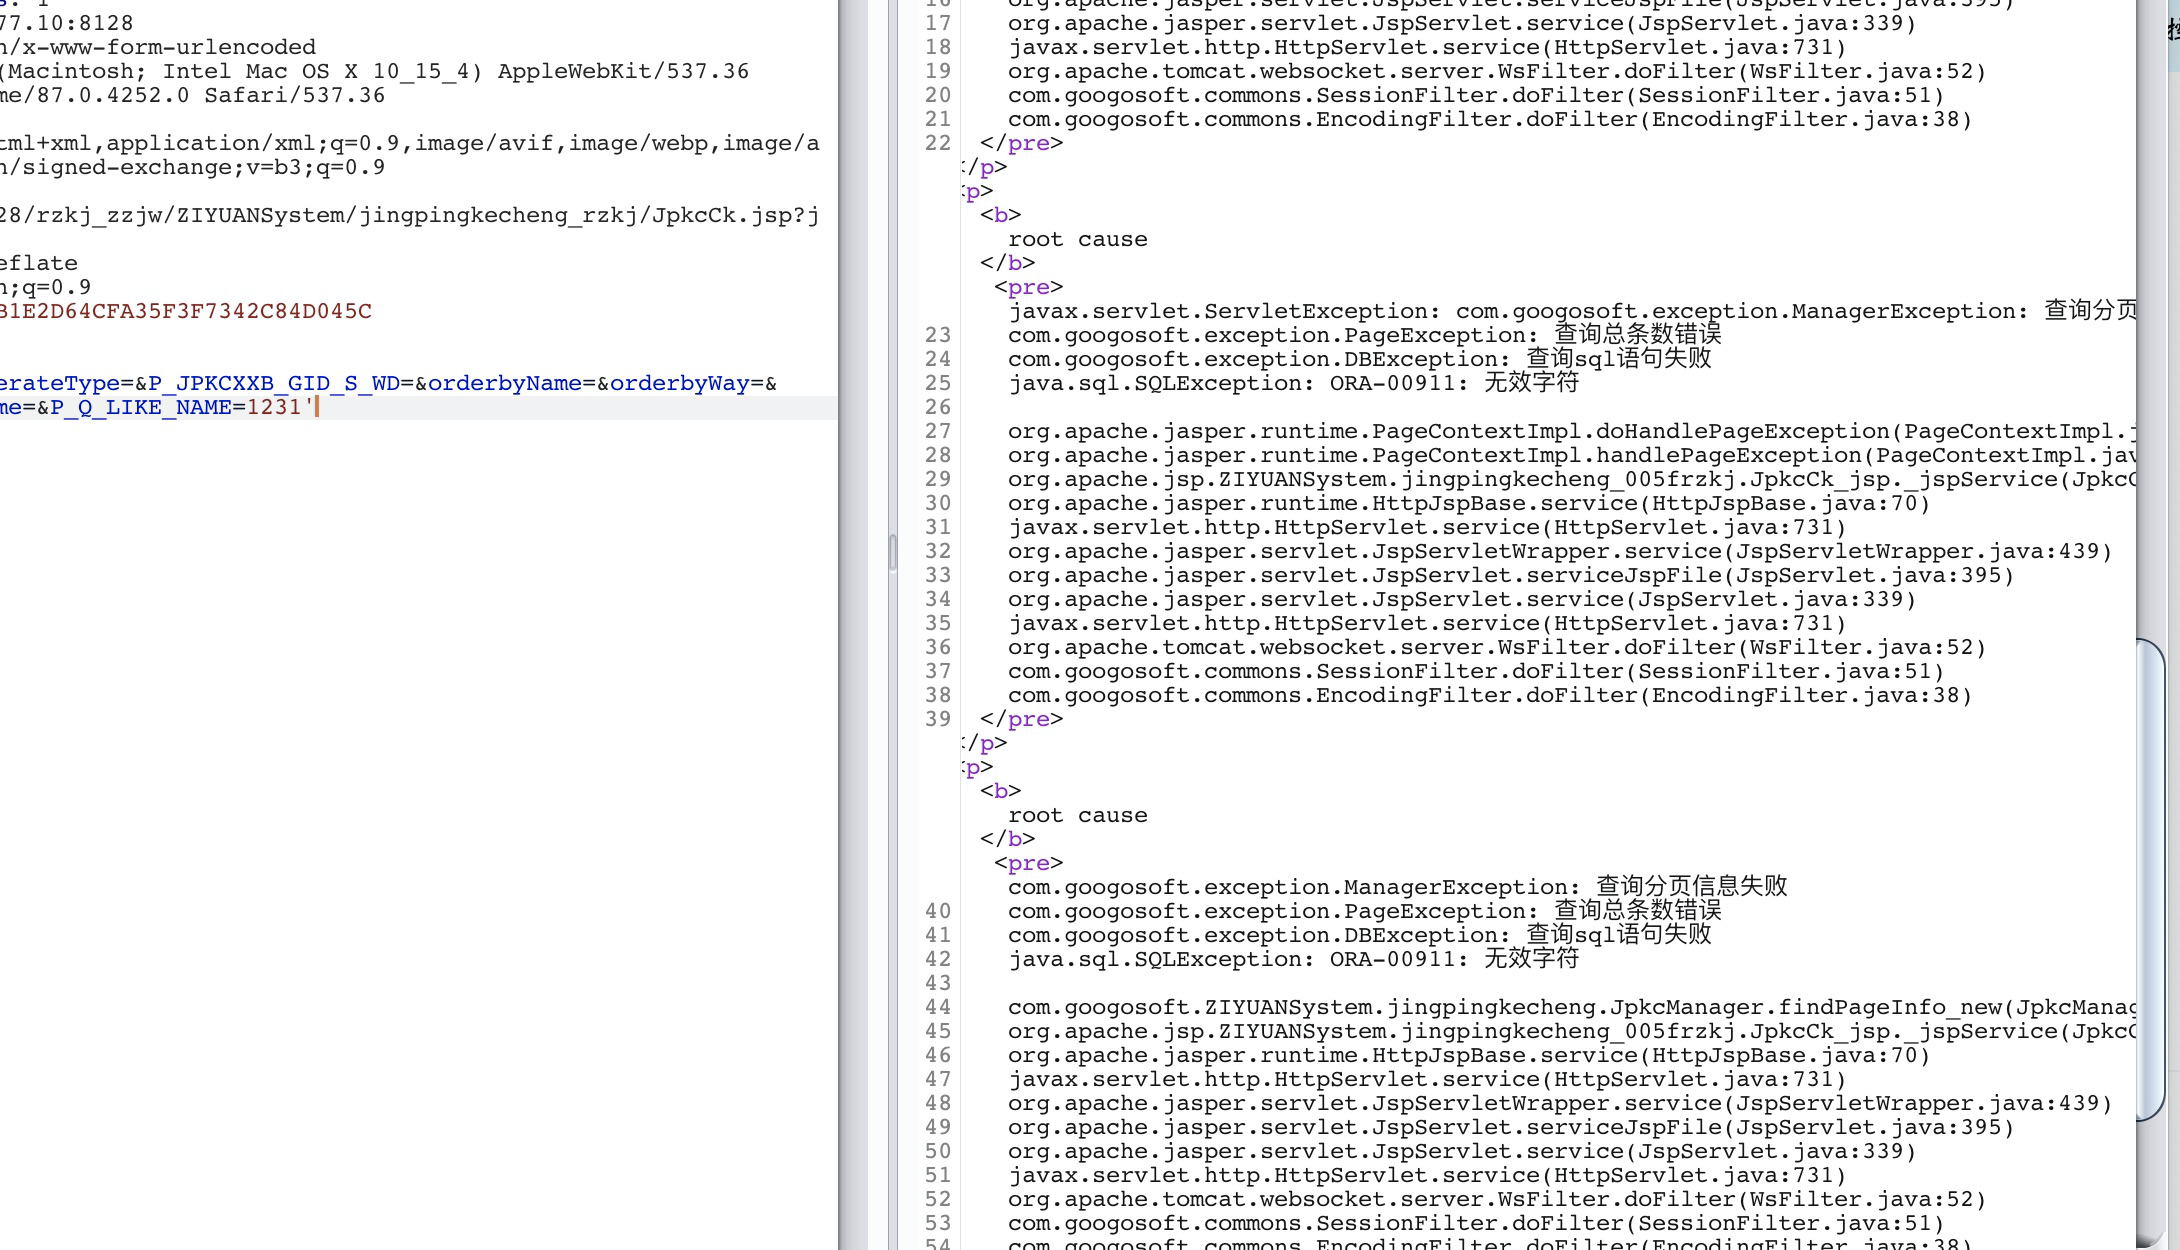 77.10:8128
n/x-www-form-urlencoded
(Macintosh; Intel Mac OS X 10_15_4) AppleWebKit/537.36
me/87.0.4252.0 Safari/537.36
tml+xml,application/xml;q=0.9,image/avif,image/webp,image/a
n/signed-exchange;v=b3;q=0.9
28/rzkj_zzjw/ZIYUANSystem/jingpingkecheng_rzkj/JpkcCk.jsp?j
eflate
n;q=0.9
B1E2D64CFA35F3F7342C84D045C
erateType=&P_JPKCXXB_GID_S_WD=&orderbyName=&orderbyWay=&
me=&P_Q_LIKE_NAME=1231'
16 org.apache.jasper.servlet.JspServlet.serviceJspFile(JspServlet.java:395)
17 org.apache.jasper.servlet.JspServlet.service(JspServlet.java:339)
18 javax.servlet.http.HttpServlet.service(HttpServlet.java:731)
19 org.apache.tomcat.websocket.server.WsFilter.doFilter(WsFilter.java:52)
20 com.googosoft.commons.SessionFilter.doFilter(SessionFilter.java:51)
21 com.googosoft.commons.EncodingFilter.doFilter(EncodingFilter.java:38)
22 </pre>
</p>
<p>
<b>
root cause
</b>
<pre>
javax.servlet.ServletException: com.googosoft.exception.ManagerException: 查询分页
23 com.googosoft.exception.PageException: 查询总条数错误
24 com.googosoft.exception.DBException: 查询sql语句失败
25 java.sql.SQLException: ORA-00911: 无效字符
26
27 org.apache.jasper.runtime.PageContextImpl.doHandlePageException(PageContextImpl.j
28 org.apache.jasper.runtime.PageContextImpl.handlePageException(PageContextImpl.jav
29 org.apache.jsp.ZIYUANSystem.jingpingkecheng_005frzkj.JpkcCk_jsp._jspService(JpkcC
30 org.apache.jasper.runtime.HttpJspBase.service(HttpJspBase.java:70)
31 javax.servlet.http.HttpServlet.service(HttpServlet.java:731)
32 org.apache.jasper.servlet.JspServletWrapper.service(JspServletWrapper.java:439)
33 org.apache.jasper.servlet.JspServlet.serviceJspFile(JspServlet.java:395)
34 org.apache.jasper.servlet.JspServlet.service(JspServlet.java:339)
35 javax.servlet.http.HttpServlet.service(HttpServlet.java:731)
36 org.apache.tomcat.websocket.server.WsFilter.doFilter(WsFilter.java:52)
37 com.googosoft.commons.SessionFilter.doFilter(SessionFilter.java:51)
38 com.googosoft.commons.EncodingFilter.doFilter(EncodingFilter.java:38)
39 </pre>
</p>
<p>
<b>
root cause
</b>
<pre>
com.googosoft.exception.ManagerException: 查询分页信息失败
40 com.googosoft.exception.PageException: 查询总条数错误
41 com.googosoft.exception.DBException: 查询sql语句失败
42 java.sql.SQLException: ORA-00911: 无效字符
43
44 com.googosoft.ZIYUANSystem.jingpingkecheng.JpkcManager.findPageInfo_new(JpkcManag
45 org.apache.jsp.ZIYUANSystem.jingpingkecheng_005frzkj.JpkcCk_jsp._jspService(JpkcC
46 org.apache.jasper.runtime.HttpJspBase.service(HttpJspBase.java:70)
47 javax.servlet.http.HttpServlet.service(HttpServlet.java:731)
48 org.apache.jasper.servlet.JspServletWrapper.service(JspServletWrapper.java:439)
49 org.apache.jasper.servlet.JspServlet.serviceJspFile(JspServlet.java:395)
50 org.apache.jasper.servlet.JspServlet.service(JspServlet.java:339)
51 javax.servlet.http.HttpServlet.service(HttpServlet.java:731)
52 org.apache.tomcat.websocket.server.WsFilter.doFilter(WsFilter.java:52)
53 com.googosoft.commons.SessionFilter.doFilter(SessionFilter.java:51)
54 com.googosoft.commons.EncodingFilter.doFilter(EncodingFilter.java:38)